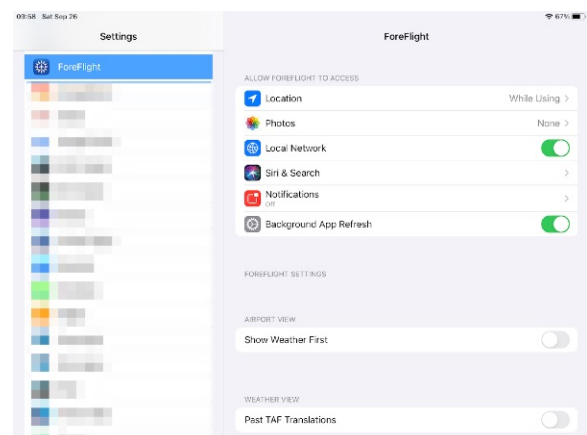 09:58 Sat Sep 26
67%
Settings
ForeFlight
ForeFlight
ALLOW FOREFLIGHT TO ACCESS
Location While Using
Photos None
Local Network
Siri & Search
Notifications
Off
Background App Refresh
FOREFLIGHT SETTINGS
AIRPORT VIEW
Show Weather First
WEATHER VIEW
Past TAF Translations